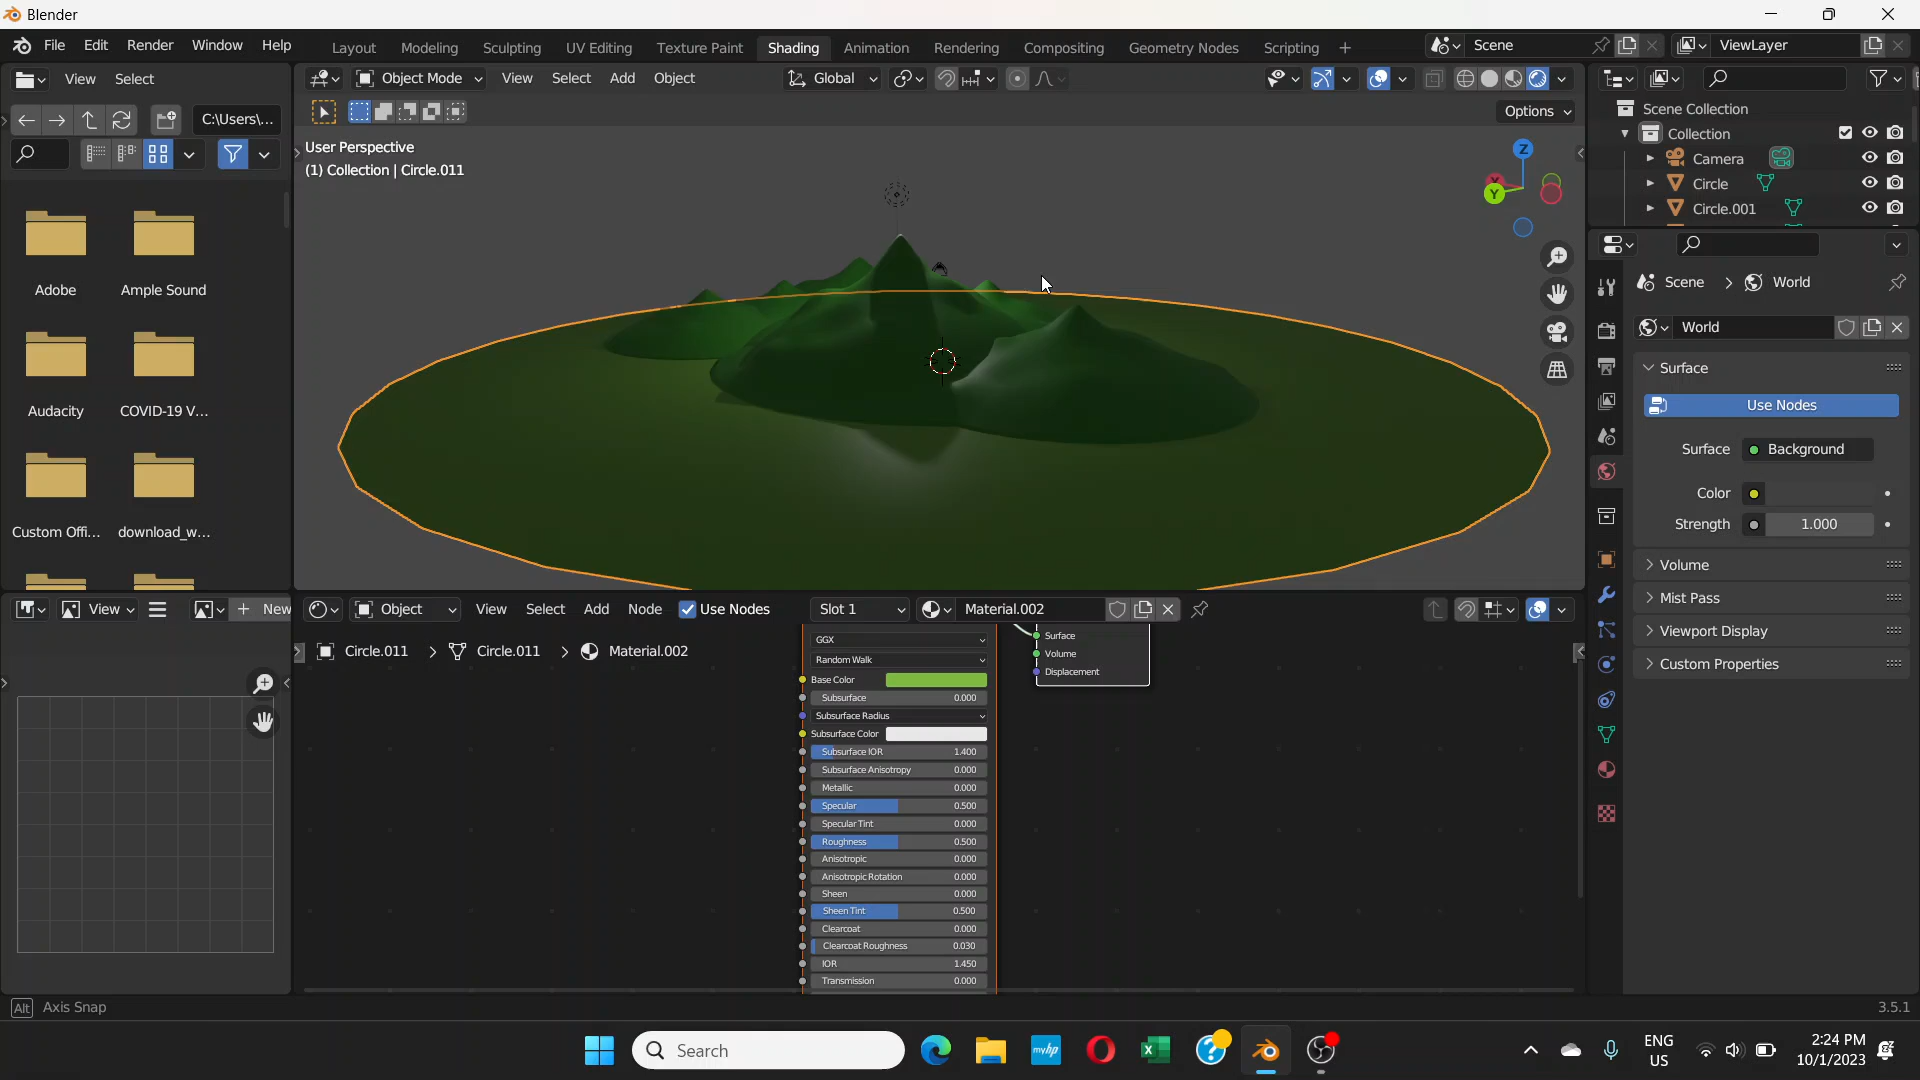 Blender
File Edit Render Window Help
Layout Modeling Sculpting UV Editing Texture Paint Shading Animation Rendering Compositing Geometry Nodes Scripting +
Scene
ViewLayer
View Select
Object Mode View Select Add Object
Global
Options
C:\Users\...
User Perspective
(1) Collection | Circle.011
Z
Y
Adobe
Ample Sound
Audacity
COVID-19 V...
Custom Offi...
download_w...
Scene Collection
Collection
Camera
Circle
Circle.001
Scene > World
World
Surface
Use Nodes
Surface Background
Color
Strength 1.000
Volume
Mist Pass
Viewport Display
Custom Properties
View
+ New
Object View Select Add Node Use Nodes
Slot 1
Material.002
Circle.011 > Circle.011 > Material.002
GGX
Random Walk
Base Color
Subsurface 0.000
Subsurface Radius
Subsurface Color
Subsurface IOR 1.400
Subsurface Anisotropy 0.000
Metallic 0.000
Specular 0.500
Specular Tint 0.000
Roughness 0.500
Anisotropic 0.000
Anisotropic Rotation 0.000
Sheen 0.000
Sheen Tint 0.500
Clearcoat 0.000
Clearcoat Roughness 0.030
IOR 1.450
Transmission 0.000
Surface
Volume
Displacement
Alt Axis Snap
3.5.1
Search
myhp
ENG
US
2:24 PM
10/1/2023